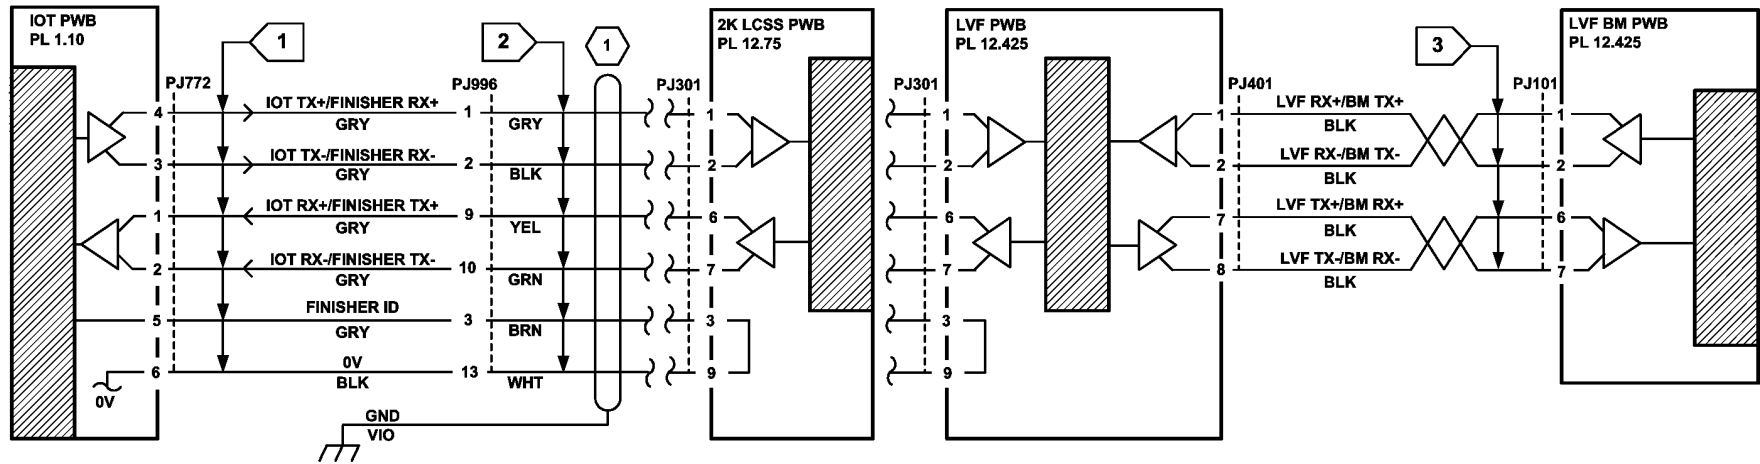 IOT PWB
PL 1.10
1
2
1
2K LCSS PWB
PL 12.75
LVF PWB
PL 12.425
3
LVF BM PWB
PL 12.425
PJ772
PJ996
PJ301
PJ301
PJ401
PJ101
4
IOT TX+/FINISHER RX+
GRY
1
GRY
1
1
1
LVF RX+/BM TX+
BLK
1
3
IOT TX-/FINISHER RX-
GRY
2
BLK
2
2
2
LVF RX-/BM TX-
BLK
2
1
IOT RX+/FINISHER TX+
GRY
9
YEL
6
6
7
LVF TX+/BM RX+
BLK
6
2
IOT RX-/FINISHER TX-
GRY
10
GRN
7
7
8
LVF TX-/BM RX-
BLK
7
5
FINISHER ID
GRY
3
BRN
3
3
6
0V
BLK
13
WHT
9
9
0V
GND
VIO